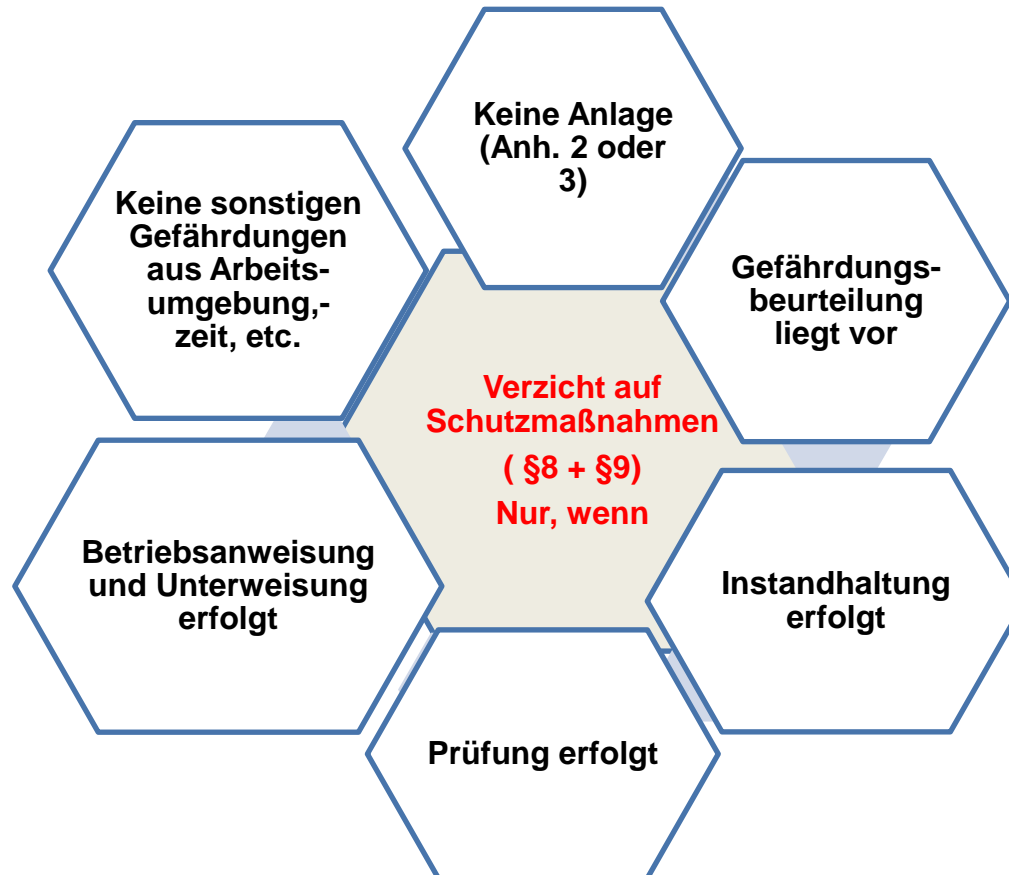 Keine Anlage
(Anh. 2 oder
3)
Keine sonstigen
Gefährdungen
aus Arbeits-
umgebung,-
zeit, etc.
Gefährdungs-
beurteilung
liegt vor
Verzicht auf
Schutzmaßnahmen
( §8 + §9)
Nur, wenn
Betriebsanweisung
und Unterweisung
erfolgt
Instandhaltung
erfolgt
Prüfung erfolgt